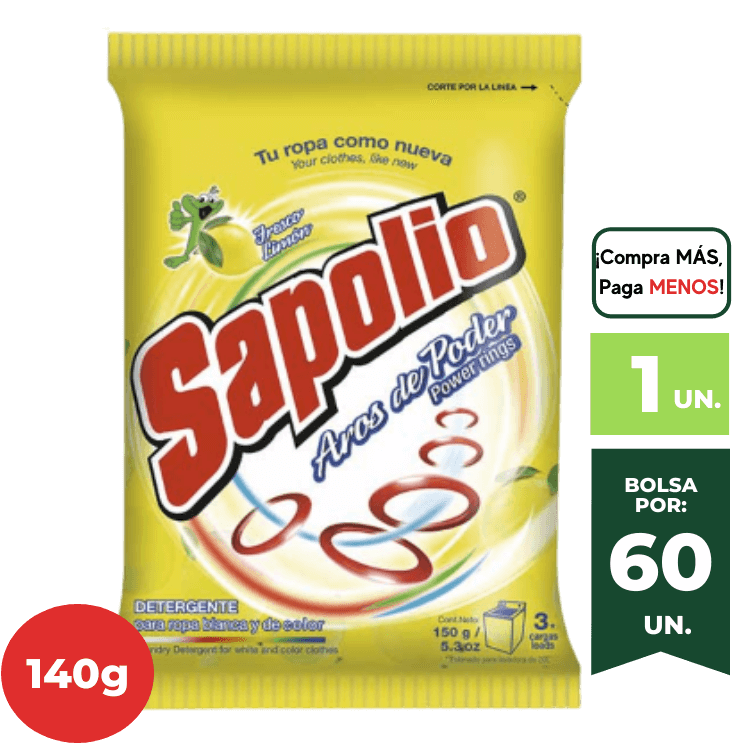 CORTE POR LA LINEA
Tu ropa como nueva
Your clothes, like new
Fresco
Limón
Sapolio®
Aros de Poder
Power rings
¡Compra MÁS,
Paga MENOS!
1 UN.
BOLSA
POR:
60
UN.
DETERGENTE
para ropa blanca y de color
Laundry Detergent for white and color clothes
Cont. Neto:
150 g /
5.3 oz
3
cargas
loads
140g